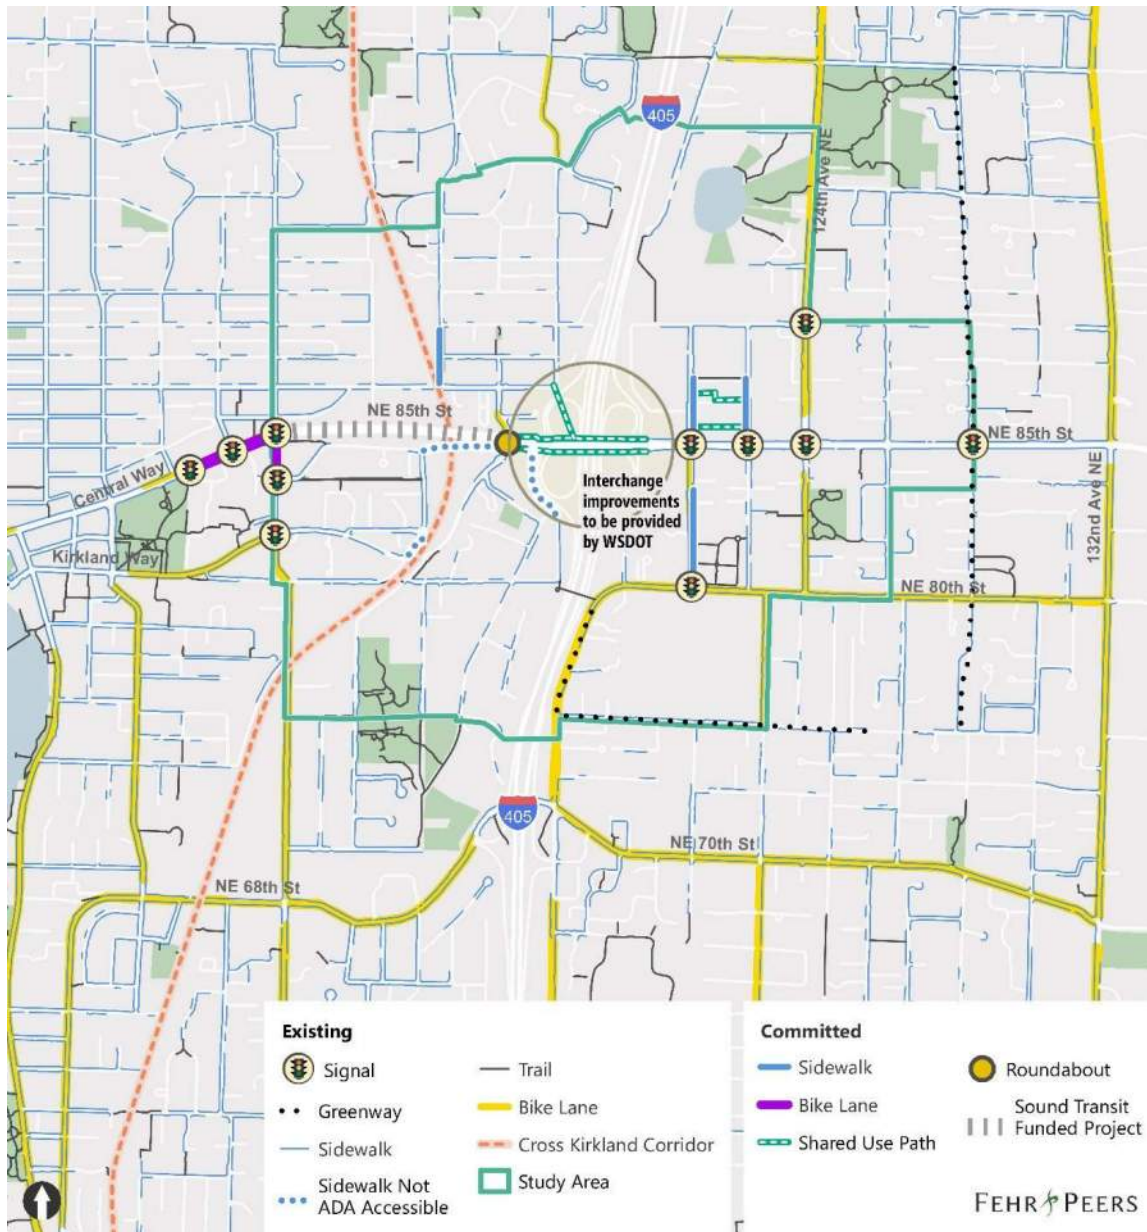 405
124th Ave NE
NE 85th St
NE 85th St
Central Way
132nd Ave NE
Interchange
improvements
to be provided
by WSDOT
Kirkland Way
NE 80th St
405
NE 70th St
NE 68th St
Existing
Signal
Greenway
Sidewalk
Sidewalk Not
ADA Accessible
Trail
Bike Lane
Cross Kirkland Corridor
Study Area
Committed
Sidewalk
Bike Lane
Shared Use Path
Roundabout
Sound Transit
Funded Project
FEHR PEERS